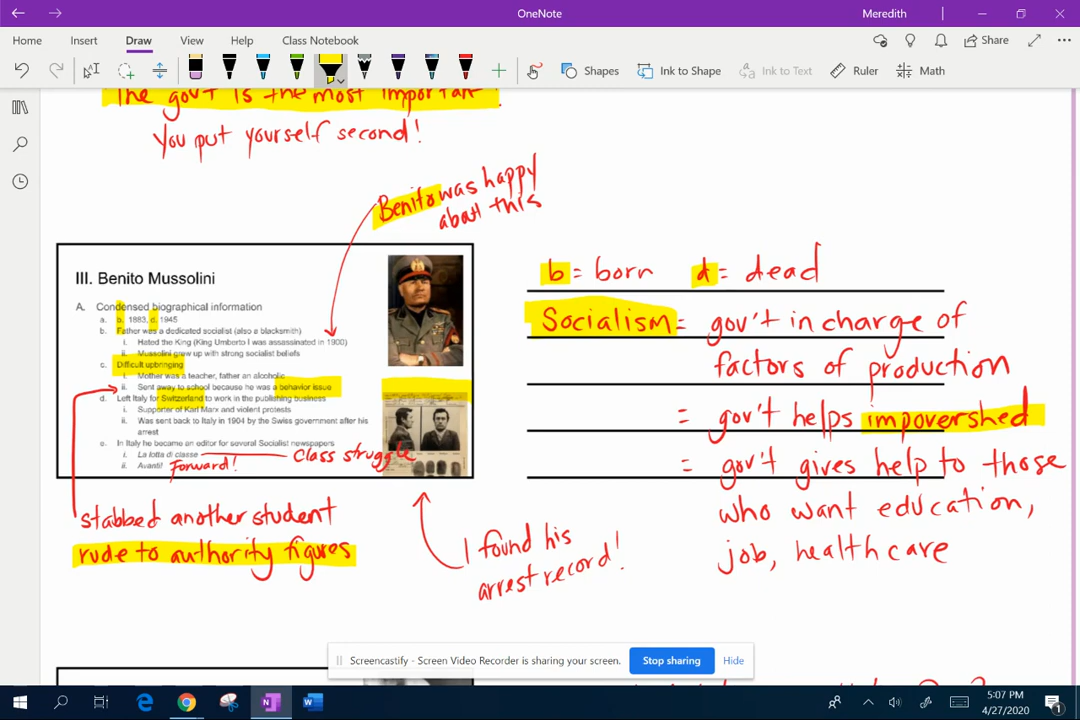 OneNote
Meredith
Home
Insert
Draw
View
Help
Class Notebook
Share
Shapes
Ink to Shape
Ink to Text
Ruler
Math
The gov't is the most important!
You put yourself second!
Benito was happy
about this
III. Benito Mussolini
A. Condensed biographical information
a. b. 1883, d. 1945
b. Father was a dedicated socialist (also a blacksmith)
i. Hated the King (King Umberto I was assassinated in 1900)
ii. Mussolini grew up with strong socialist beliefs
c. Difficult upbringing
i. Mother was a teacher, father an alcoholic
ii. Sent away to school because he was a behavior issue
d. Left Italy for Switzerland to work in the publishing business
i. Supporter of Karl Marx and violent protests
ii. Was sent back to Italy in 1904 by the Swiss government after his
arrest
e. In Italy he became an editor for several Socialist newspapers
i. La lotta di classe
class struggle
ii. Avanti!
Forward!
stabbed another student
rude to authority figures
I found his
arrest record!
b = born d = dead
Socialism = gov't in charge of
factors of production
= gov't helps impovershed
= gov't gives help to those
who want education,
job, healthcare
Screencastify - Screen Video Recorder is sharing your screen.
Stop sharing
Hide
5:07 PM
4/27/2020
1